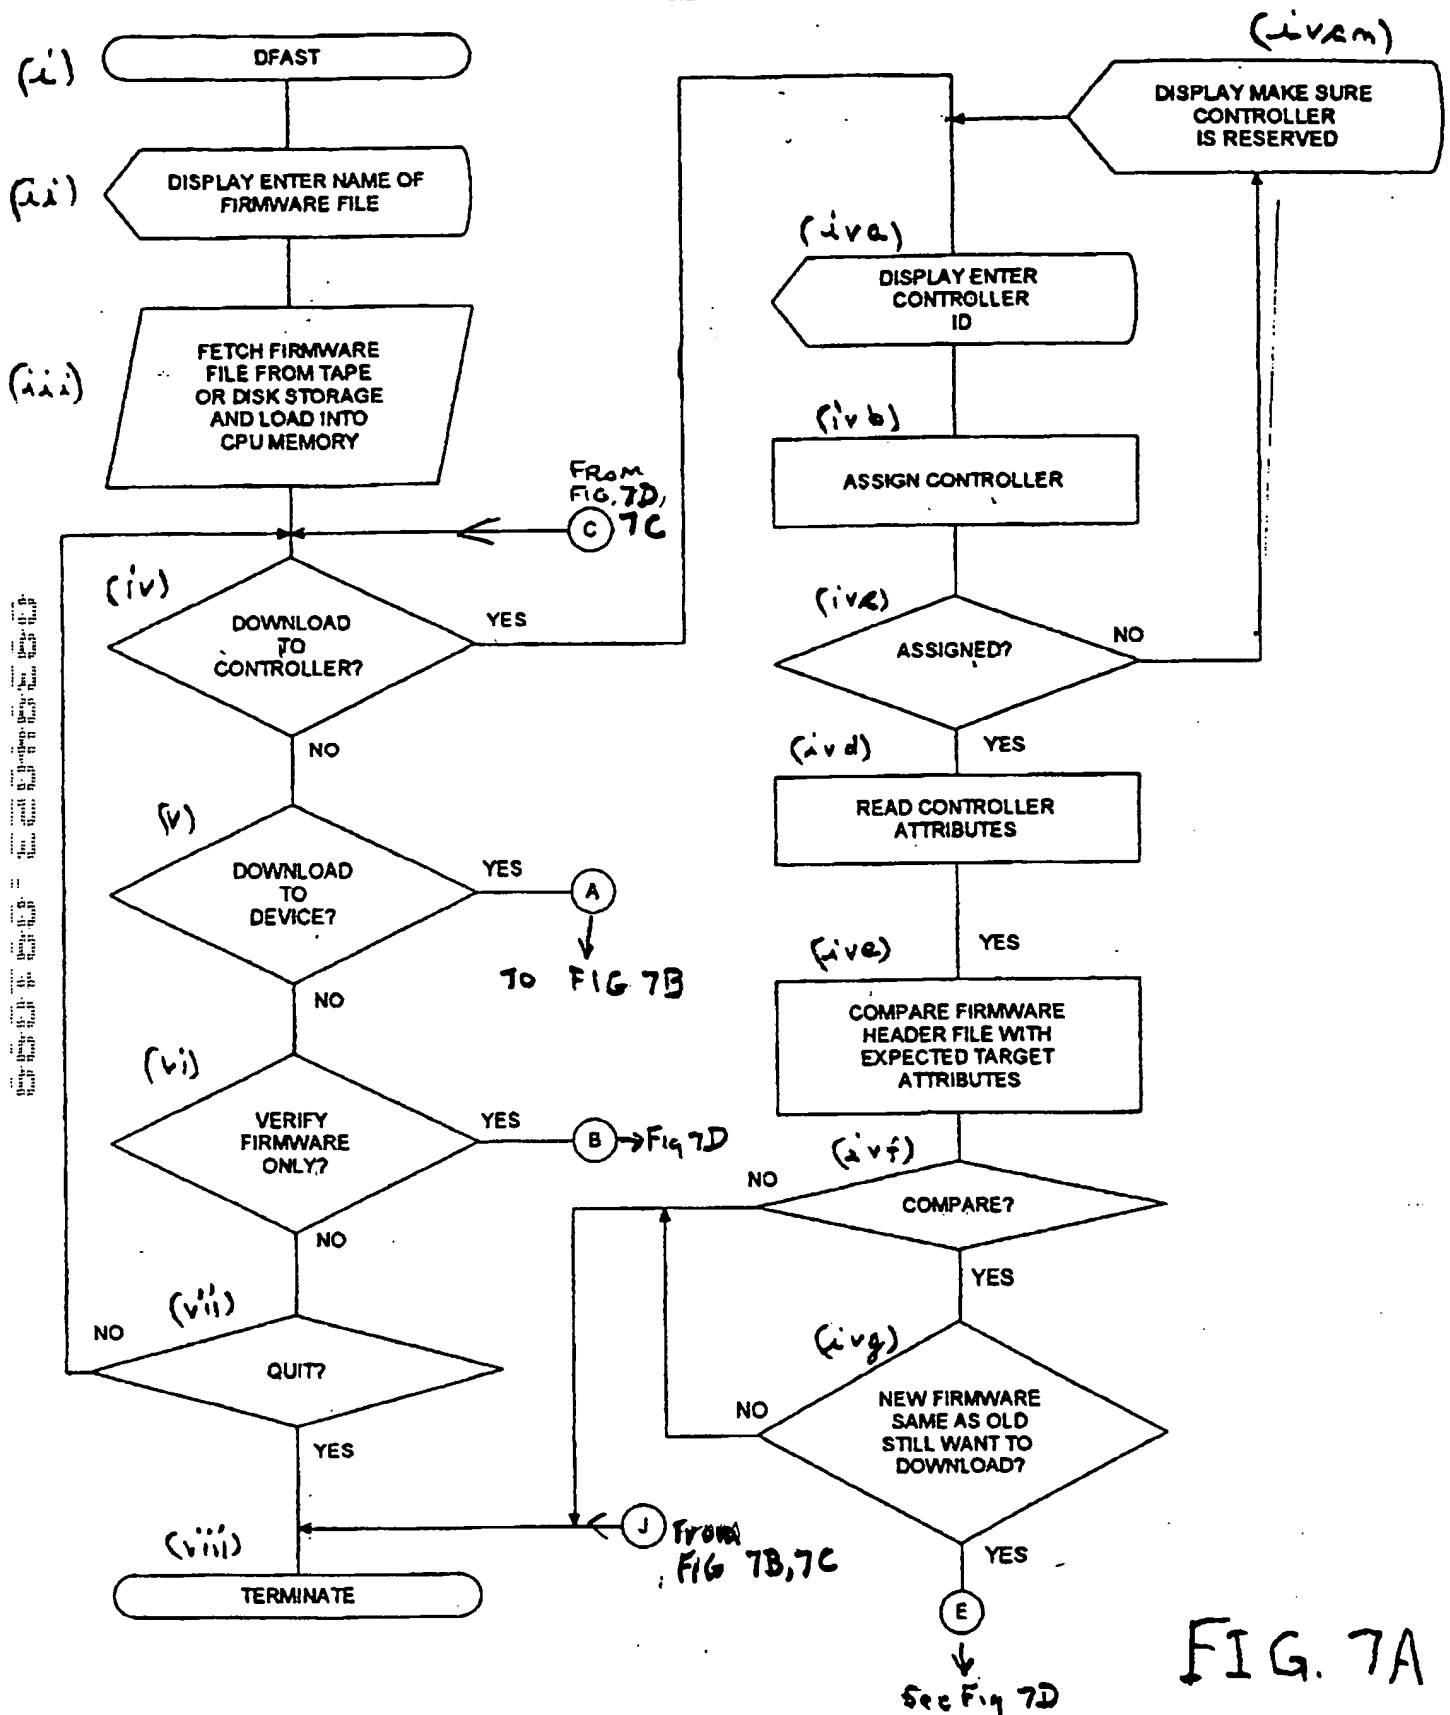 (i)
DFAST
(ii)
DISPLAY ENTER NAME OF
FIRMWARE FILE
(iii)
FETCH FIRMWARE
FILE FROM TAPE
OR DISK STORAGE
AND LOAD INTO
CPU MEMORY
FROM
FIG. 7D,
7C
C
(iv)
DOWNLOAD
TO
CONTROLLER?
YES
NO
(v)
DOWNLOAD
TO
DEVICE?
YES
A
TO FIG 7B
NO
(vi)
VERIFY
FIRMWARE
ONLY?
YES
B
Fig 7D
NO
(vii)
NO
QUIT?
YES
(viii)
TERMINATE
J
From
FIG 7B, 7C
(ivcn)
DISPLAY MAKE SURE
CONTROLLER
IS RESERVED
(iva)
DISPLAY ENTER
CONTROLLER
ID
(ivb)
ASSIGN CONTROLLER
(ivc)
ASSIGNED?
NO
YES
(ivd)
READ CONTROLLER
ATTRIBUTES
YES
(ive)
COMPARE FIRMWARE
HEADER FILE WITH
EXPECTED TARGET
ATTRIBUTES
(ivf)
NO
COMPARE?
YES
(ivg)
NO
NEW FIRMWARE
SAME AS OLD
STILL WANT TO
DOWNLOAD?
YES
E
See Fig 7D
FIG. 7A